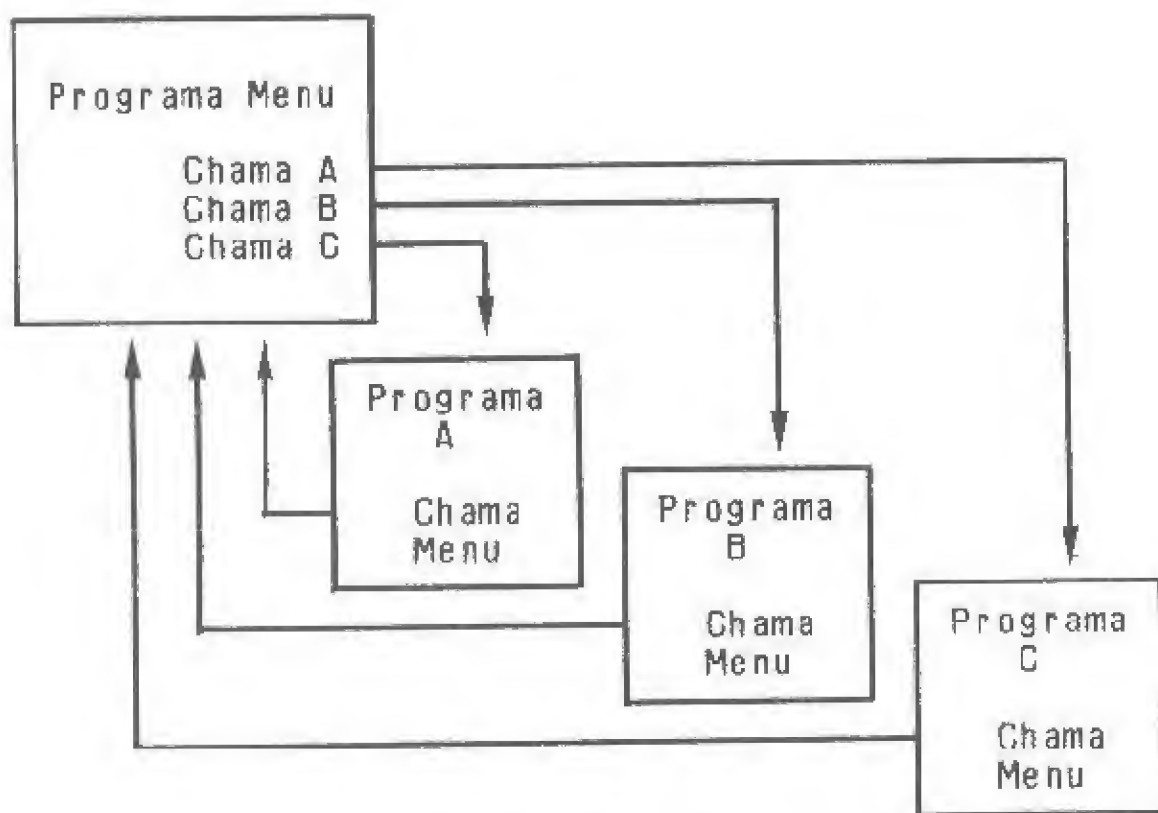 Programa Menu
Chama A
Chama B
Chama C
Programa
A
Chama
Menu
Programa
B
Chama
Menu
Programa
C
Chama
Menu